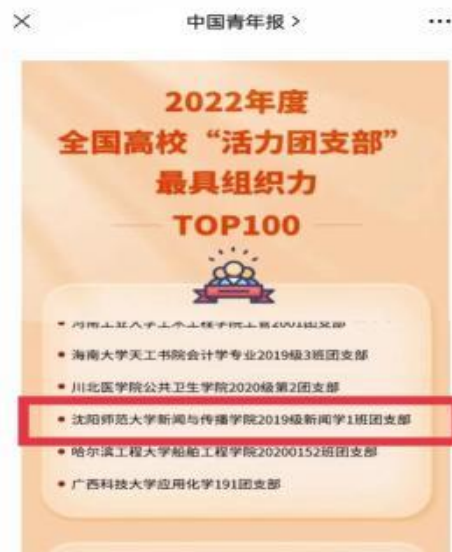 中国青年报 >
2022年度
全国高校“活力团支部”
最具组织力
TOP100
海南大学天工书院会计学专业2019级3班团支部
川北医学院公共卫生学院2020级第2团支部
沈阳师范大学新闻与传播学院2019级新闻学1班团支部
哈尔滨工程大学船舶工程学院20200152班团支部
广西科技大学应用化学191团支部